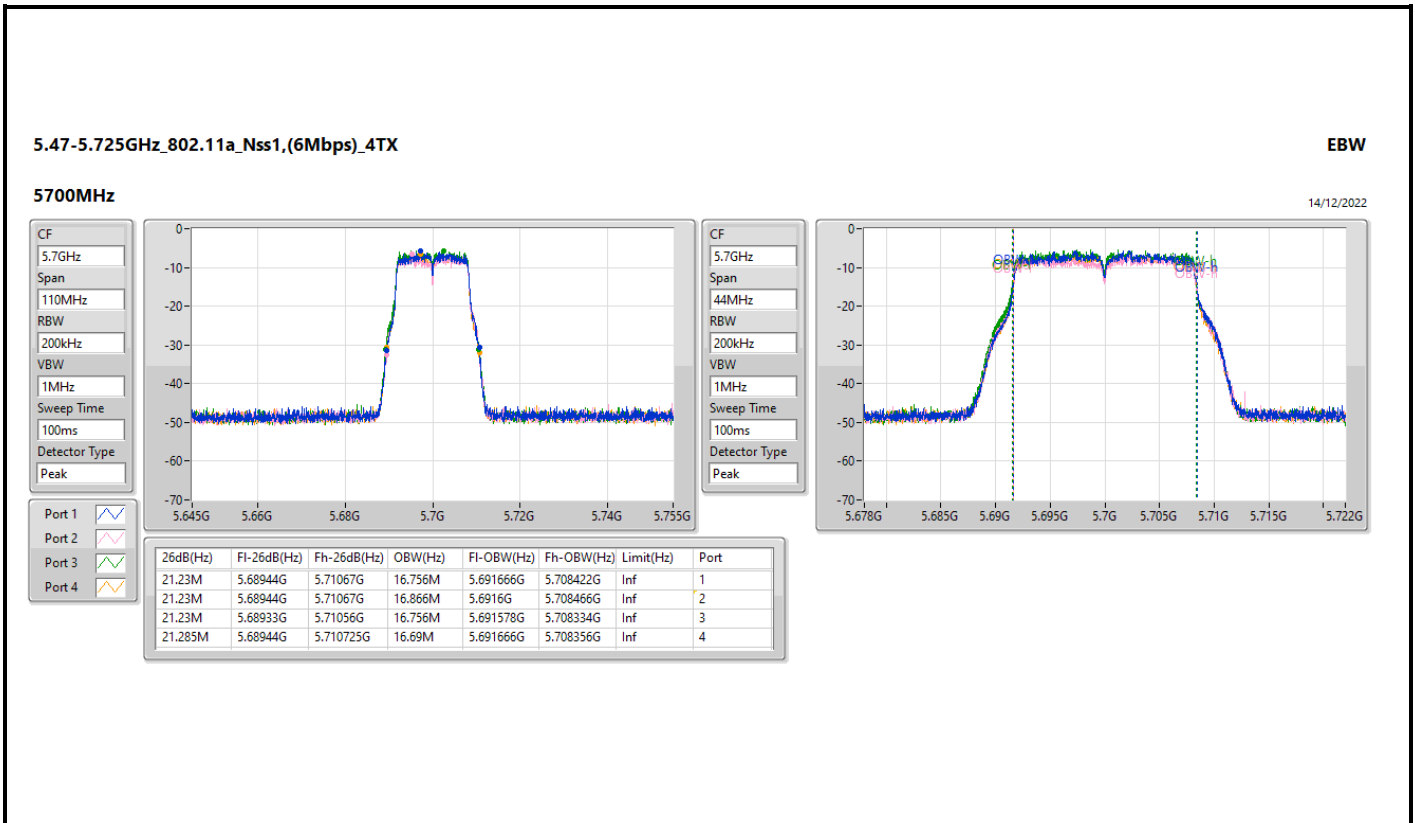 5.47-5.725GHz_802.11a_Nss1,(6Mbps)_4TX EBW
5700MHz 14/12/2022
CF
5.7GHz
Span
110MHz
RBW
200kHz
VBW
1MHz
Sweep Time
100ms
Detector Type
Peak
Port 1
Port 2
Port 3
Port 4
0
-10
-20
-30
-40
-50
-60
-70
5.645G 5.66G 5.68G 5.7G 5.72G 5.74G 5.755G
CF
5.7GHz
Span
44MHz
RBW
200kHz
VBW
1MHz
Sweep Time
100ms
Detector Type
Peak
0
-10
-20
-30
-40
-50
-60
-70
5.678G 5.685G 5.69G 5.695G 5.7G 5.705G 5.71G 5.715G 5.722G
26dB(Hz) Fl-26dB(Hz) Fh-26dB(Hz) OBW(Hz) Fl-OBW(Hz) Fh-OBW(Hz) Limit(Hz) Port
21.23M 5.68944G 5.71067G 16.756M 5.691666G 5.708422G Inf 1
21.23M 5.68944G 5.71067G 16.866M 5.6916G 5.708466G Inf 2
21.23M 5.68933G 5.71056G 16.756M 5.691578G 5.708334G Inf 3
21.285M 5.68944G 5.710725G 16.69M 5.691666G 5.708356G Inf 4